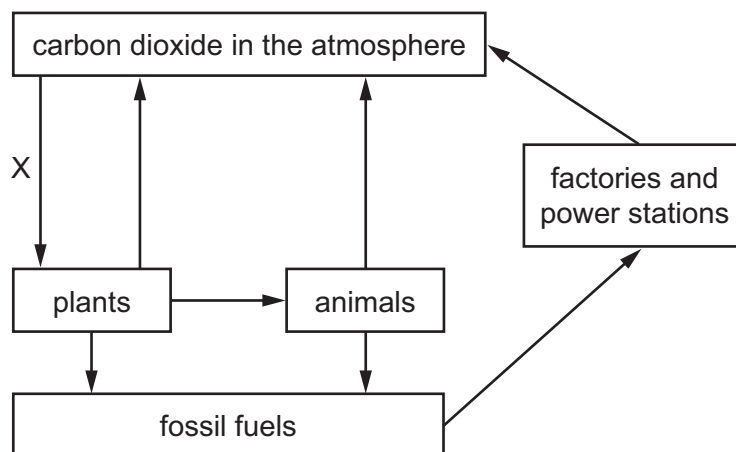 carbon dioxide in the atmosphere
X
factories and
power stations
plants
animals
fossil fuels